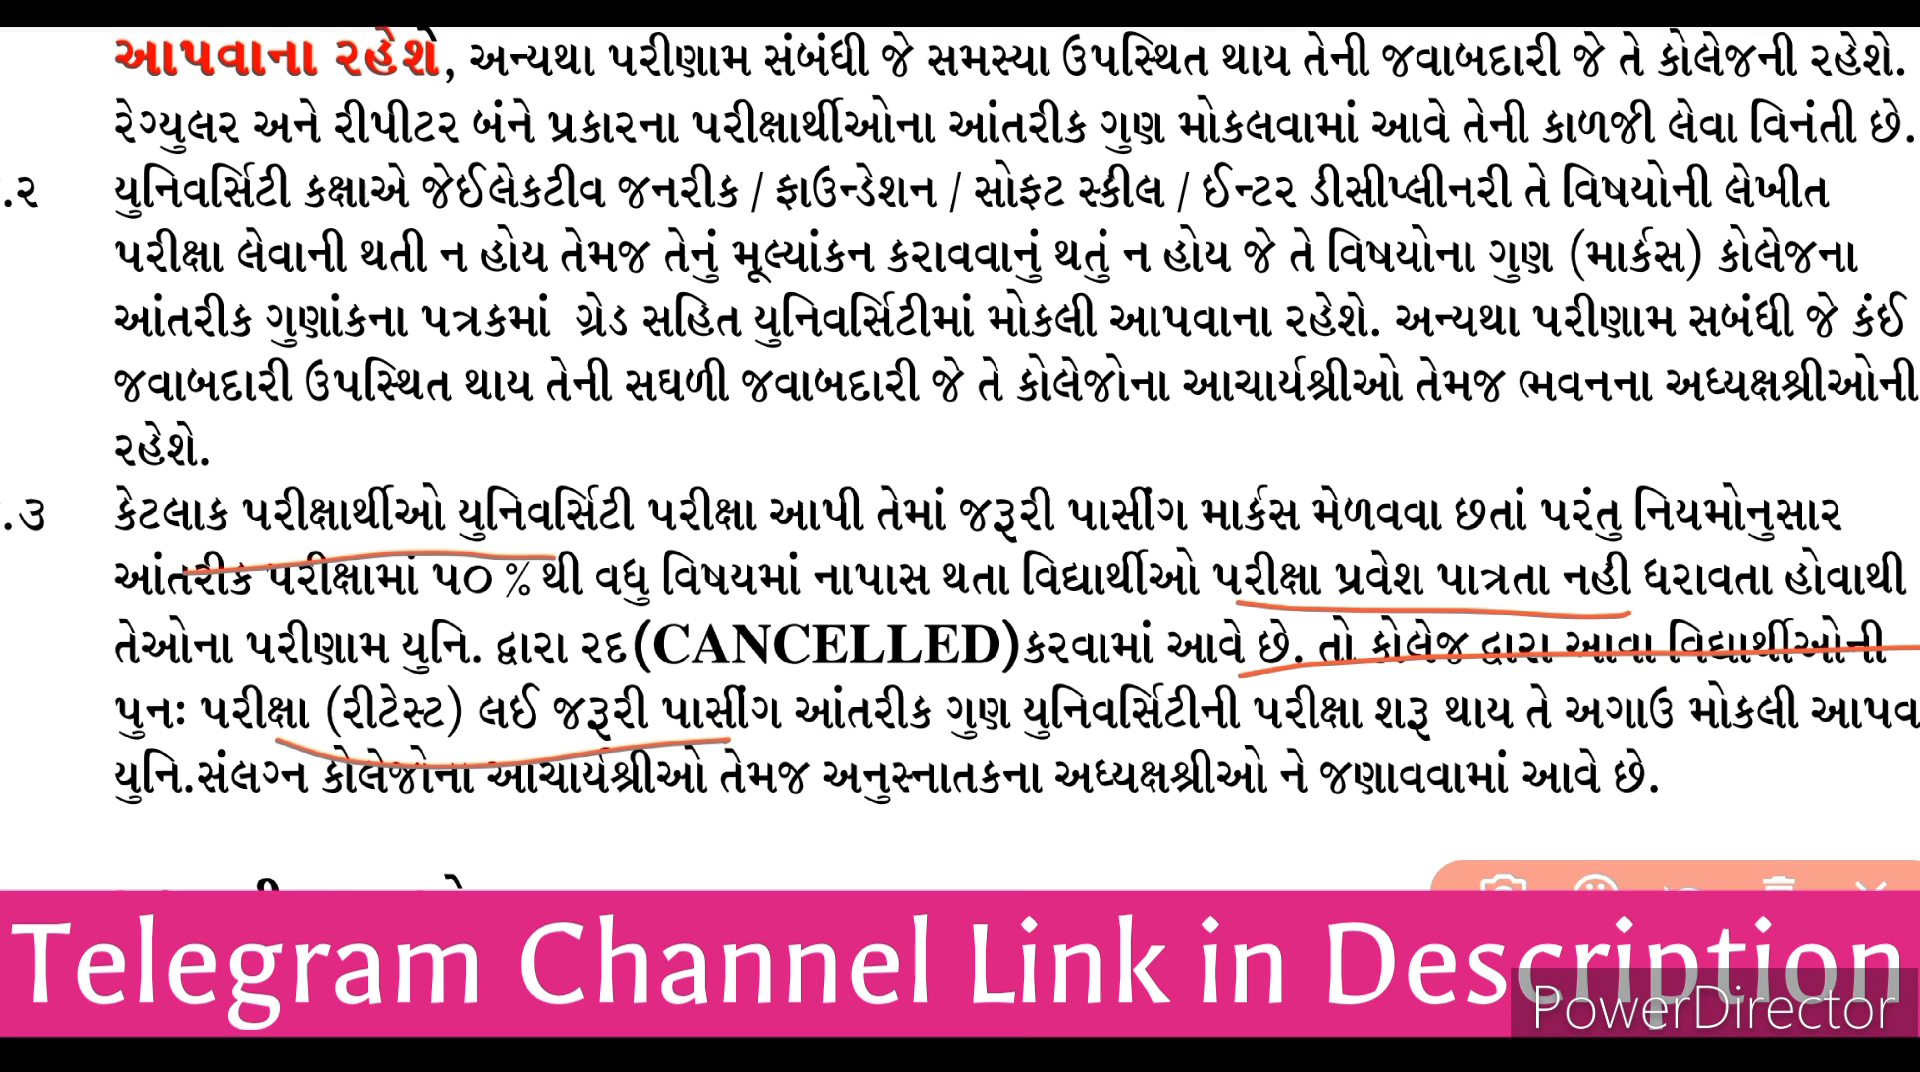 આપવાના રહેશે, અન્યથા પરીણામ સંબંધી જે સમસ્યા ઉપસ્થિત થાય તેની જવાબદારી જે તે કોલેજની રહેશે.
રેગ્યુલર અને રીપીટર બંને પ્રકારના પરીક્ષાર્થીઓના આંતરીક ગુણ મોકલવામાં આવે તેની કાળજી લેવા વિનંતી છે.
.૨ યુનિવર્સિટી કક્ષાએ જેઈલેકટીવ જનરીક / ફાઉન્ડેશન / સોફટ સ્કીલ / ઈન્ટર ડીસીપ્લીનરી તે વિષયોની લેખીત
પરીક્ષા લેવાની થતી ન હોય તેમજ તેનું મૂલ્યાંકન કરાવવાનું થતું ન હોય જે તે વિષયોના ગુણ (માર્કસ) કોલેજના
આંતરીક ગુણાંકના પત્રકમાં ગ્રેડ સહિત યુનિવર્સિટીમાં મોકલી આપવાના રહેશે. અન્યથા પરીણામ સબંધી જે કંઈ
જવાબદારી ઉપસ્થિત થાય તેની સઘળી જવાબદારી જે તે કોલેજોના આચાર્યશ્રીઓ તેમજ ભવનના અધ્યક્ષશ્રીઓની
રહેશે.
.૩ કેટલાક પરીક્ષાર્થીઓ યુનિવર્સિટી પરીક્ષા આપી તેમાં જરૂરી પાસીંગ માર્કસ મેળવવા છતાં પરંતુ નિયમોનુસાર
આંતરીક પરીક્ષામાં ૫૦ % થી વધુ વિષયમાં નાપાસ થતા વિદ્યાર્થીઓ પરીક્ષા પ્રવેશ પાત્રતા નહી ધરાવતા હોવાથી
તેઓના પરીણામ યુનિ. દ્વારા રદ(CANCELLED)કરવામાં આવે છે. તો કોલેજ દ્વારા આવા વિદ્યાર્થીઓની
પુનઃ પરીક્ષા (રીટેસ્ટ) લઈ જરૂરી પાસીંગ આંતરીક ગુણ યુનિવર્સિટીની પરીક્ષા શરૂ થાય તે અગાઉ મોકલી આપવ
યુનિ.સંલગ્ન કોલેજોના આચાર્યશ્રીઓ તેમજ અનુસ્નાતકના અધ્યક્ષશ્રીઓ ને જણાવવામાં આવે છે.
Telegram Channel Link in Description
PowerDirector